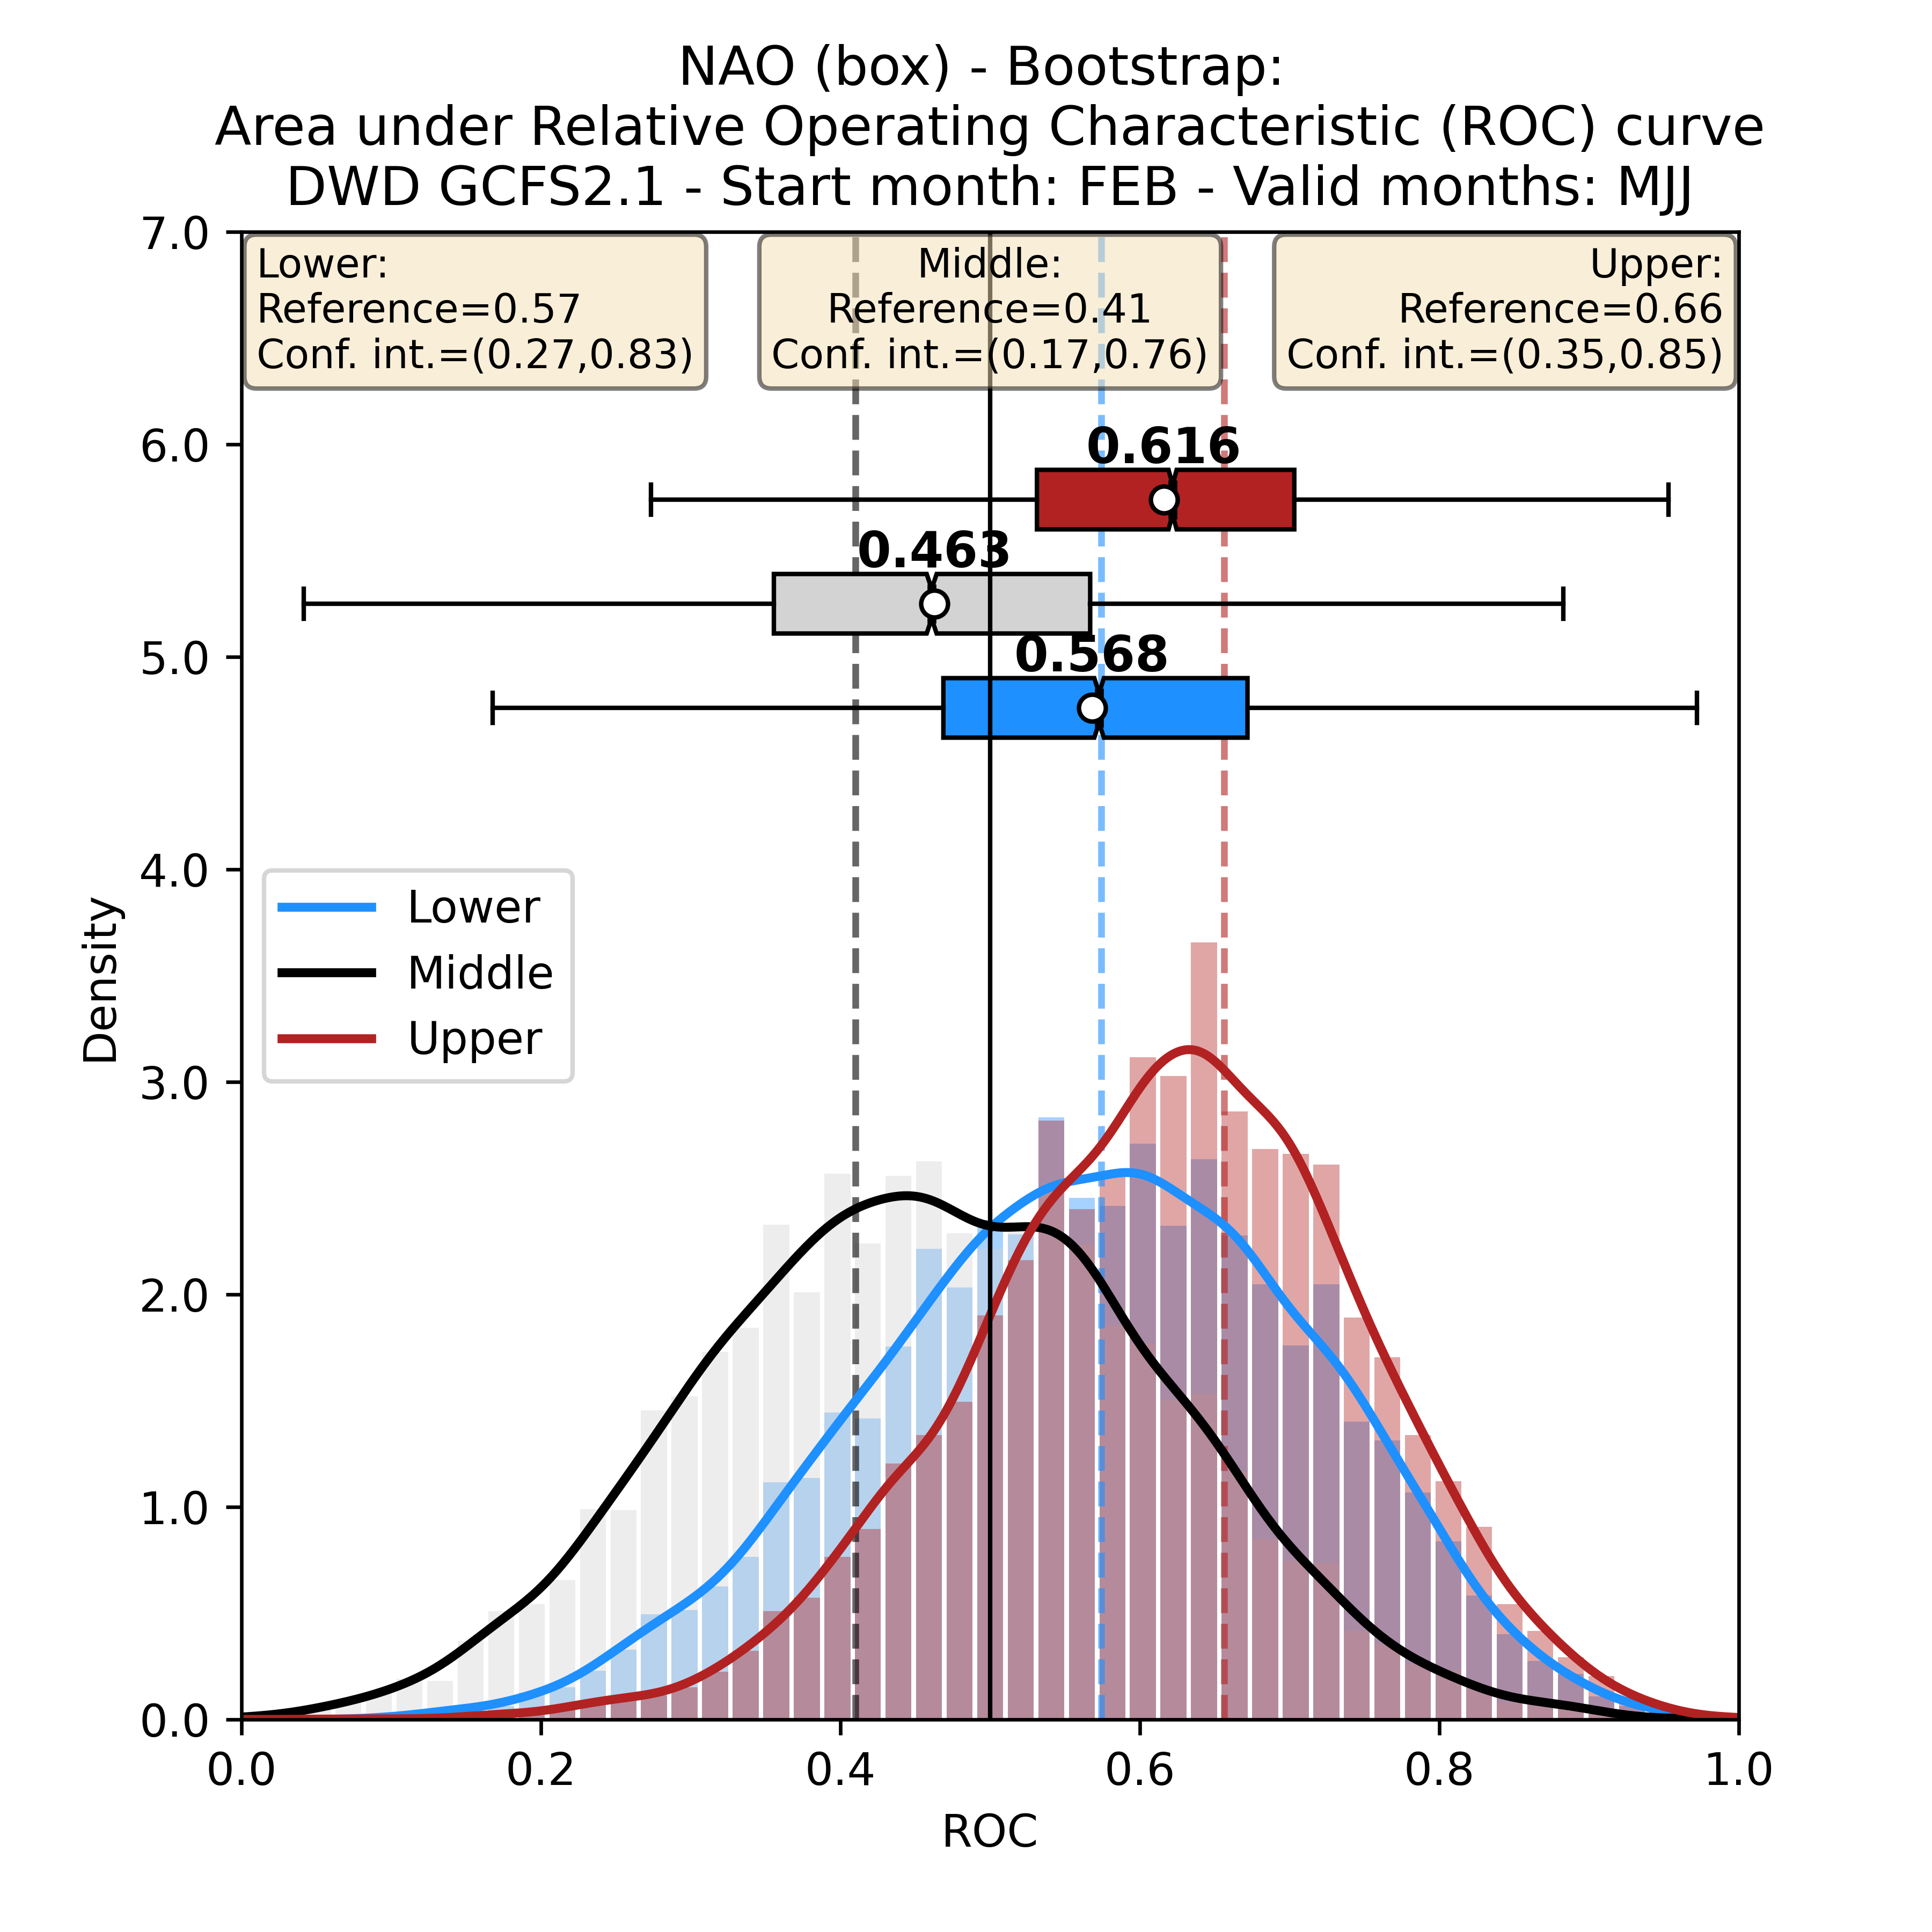 NAO (box) - Bootstrap:
Area under Relative Operating Characteristic (ROC) curve
DWD GCFS2.1 - Start month: FEB - Valid months: MJJ
Lower:
Reference=0.57
Conf. int.=(0.27,0.83)
Middle:
Reference=0.41
Conf. int.=(0.17,0.76)
Upper:
Reference=0.66
Conf. int.=(0.35,0.85)
0.616
0.463
0.568
7.0
6.0
5.0
4.0
3.0
2.0
1.0
0.0
Density
Lower
Middle
Upper
0.0 0.2 0.4 0.6 0.8 1.0
ROC